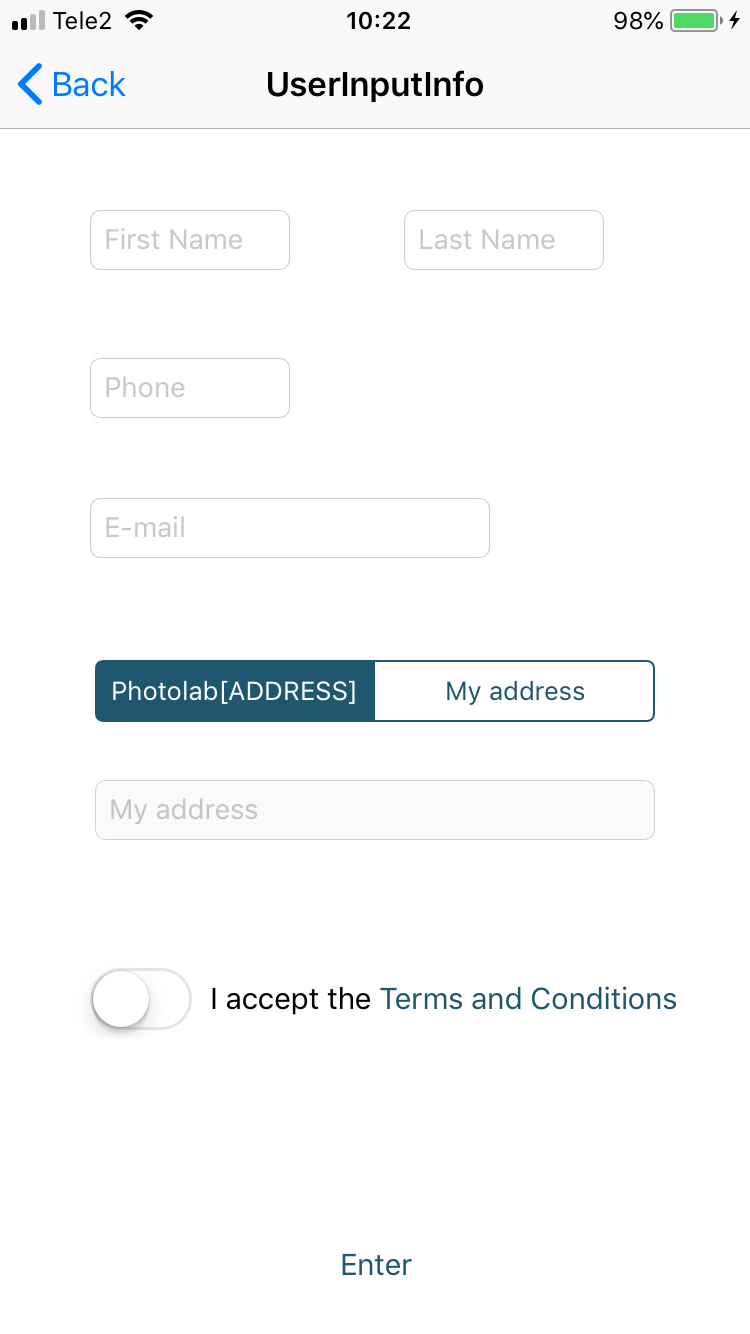 Tele2 10:22 98%
Back UserInputInfo
First Name Last Name
Phone
E-mail
Photolab[ADDRESS] My address
My address
I accept the Terms and Conditions
Enter